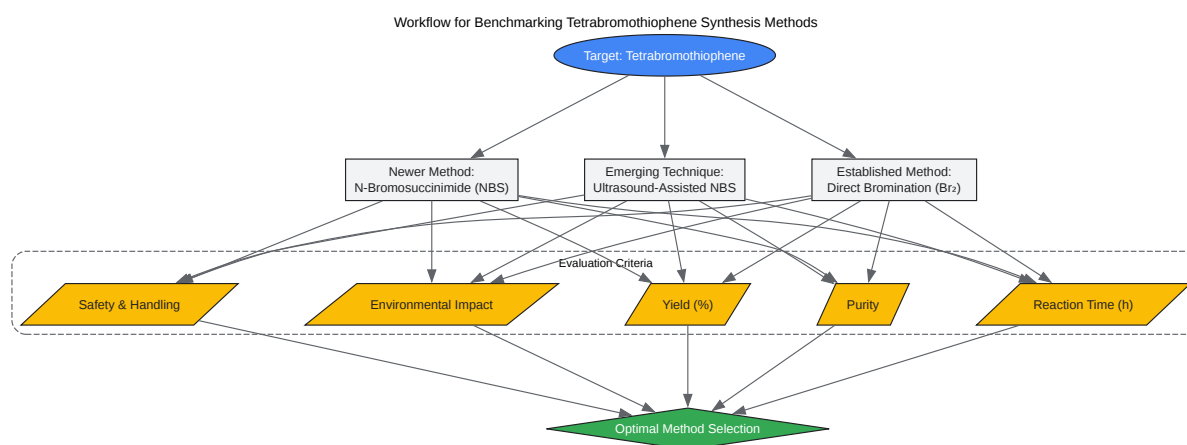 Workflow for Benchmarking Tetrabromothiophene Synthesis Methods
Target: Tetrabromothiophene
Newer Method:
N-Bromosuccinimide (NBS)
Emerging Technique:
Ultrasound-Assisted NBS
Established Method:
Direct Bromination (Br₂)
Evaluation Criteria
Safety & Handling
Environmental Impact
Yield (%)
Purity
Reaction Time (h)
Optimal Method Selection